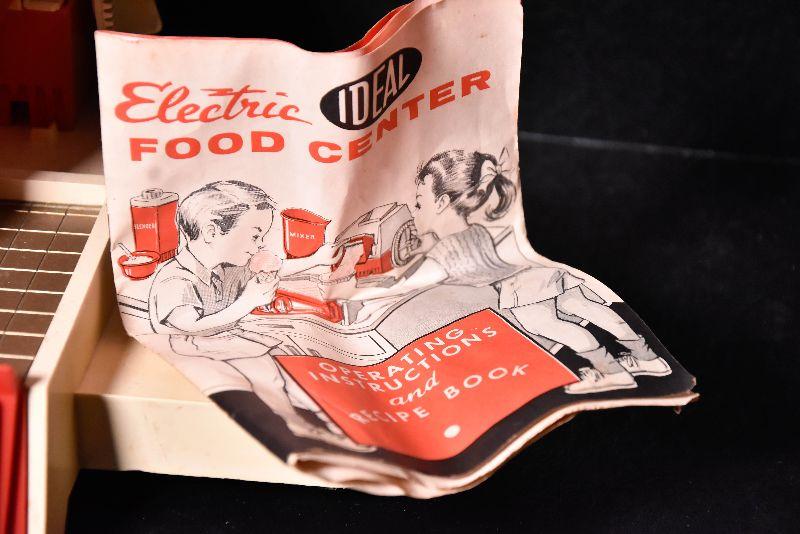 Electric IDEAL
FOOD CENTER
BLENDER
MIXER
OPERATING
INSTRUCTIONS
and
RECIPE BOOK